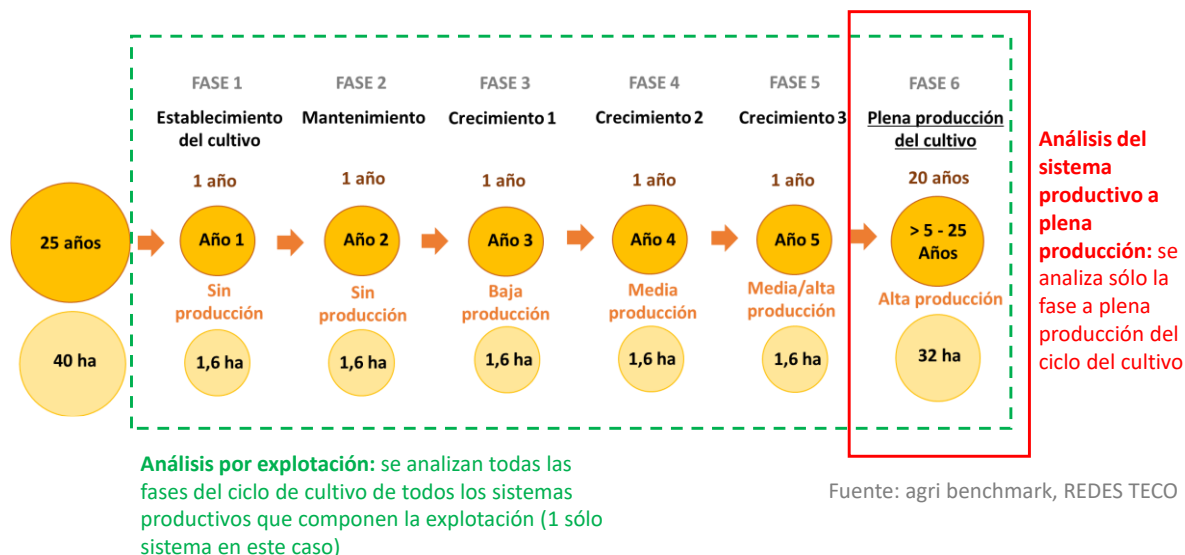 FASE 1
FASE 2
FASE 3
FASE 4
FASE 5
FASE 6
Establecimiento
del cultivo
Mantenimiento
Crecimiento 1
Crecimiento 2
Crecimiento 3
Plena producción
del cultivo
1 año
1 año
1 año
1 año
1 año
20 años
25 años
Año 1
Año 2
Año 3
Año 4
Año 5
> 5 - 25
Años
Sin
producción
Sin
producción
Baja
producción
Media
producción
Media/alta
producción
Alta producción
40 ha
1,6 ha
1,6 ha
1,6 ha
1,6 ha
1,6 ha
32 ha
Análisis del
sistema
productivo a
plena
producción: se
analiza sólo la
fase a plena
producción del
ciclo del cultivo
Análisis por explotación: se analizan todas las
fases del ciclo de cultivo de todos los sistemas
productivos que componen la explotación (1 sólo
sistema en este caso)
Fuente: agri benchmark, REDES TECO